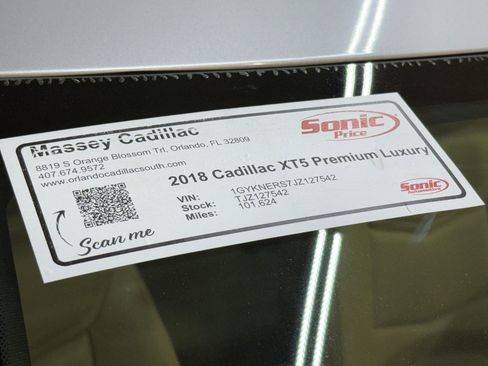 Massey Cadillac
8819 S Orange Blossom Trl, Orlando, FL 32809
407.674.9572
www.orlandocadillacsouth.com
Sonic
Price
2018 Cadillac XT5 Premium Luxury
VIN: 1GYKNERS7JZ127542
Stock: TJZ127542
Miles: 101,624
Scan me
Sonic
Automotive